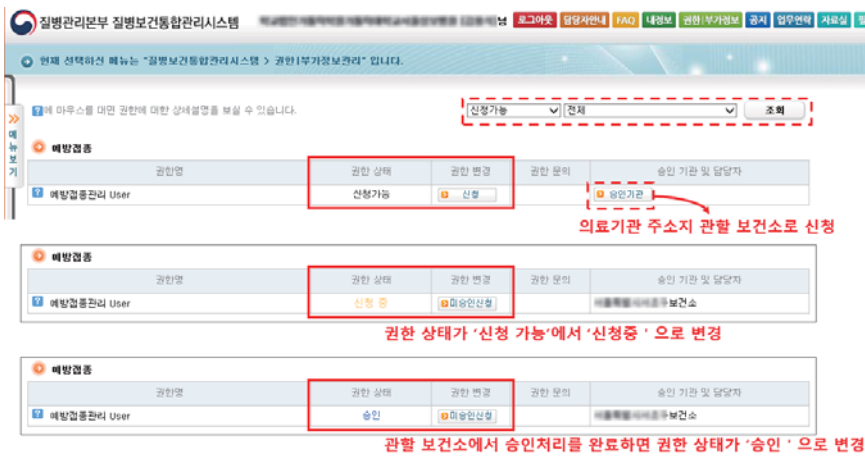 질병관리본부 질병보건통합관리시스템 님 로그아웃 담당자안내 FAQ 내정보 권한|부가정보 공지 업무연락 자료실
현재 선택하신 메뉴는 "질병보건통합관리시스템 > 권한|부가정보관리" 입니다.
메뉴보기
?에 마우스를 대면 권한에 대한 상세설명을 보실 수 있습니다. 신청가능 전체 조회
예방접종
권한명 권한 상태 권한 변경 권한 문의 승인 기관 및 담당자
? 예방접종관리 User 신청가능 신청 승인기관
의료기관 주소지 관할 보건소로 신청
예방접종
권한명 권한 상태 권한 변경 권한 문의 승인 기관 및 담당자
? 예방접종관리 User 신청 중 미승인신청 보건소
권한 상태가 '신청 가능'에서 '신청중 ' 으로 변경
예방접종
권한명 권한 상태 권한 변경 권한 문의 승인 기관 및 담당자
? 예방접종관리 User 승인 미승인신청 보건소
관할 보건소에서 승인처리를 완료하면 권한 상태가 '승인 ' 으로 변경